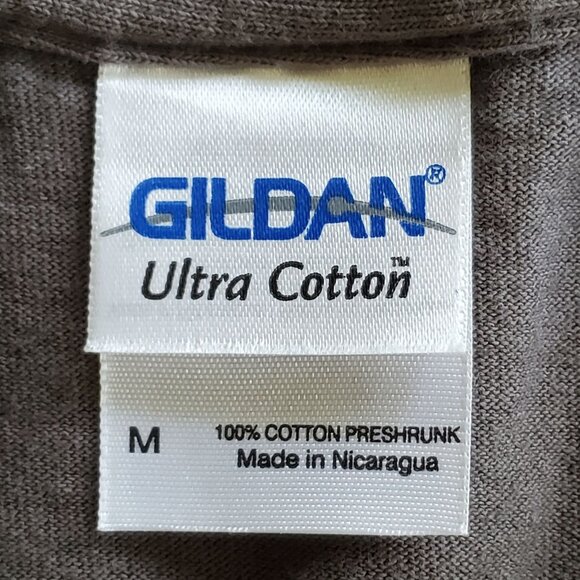 GILDAN®
Ultra Cotton™
M
100% COTTON PRESHRUNK
Made in Nicaragua